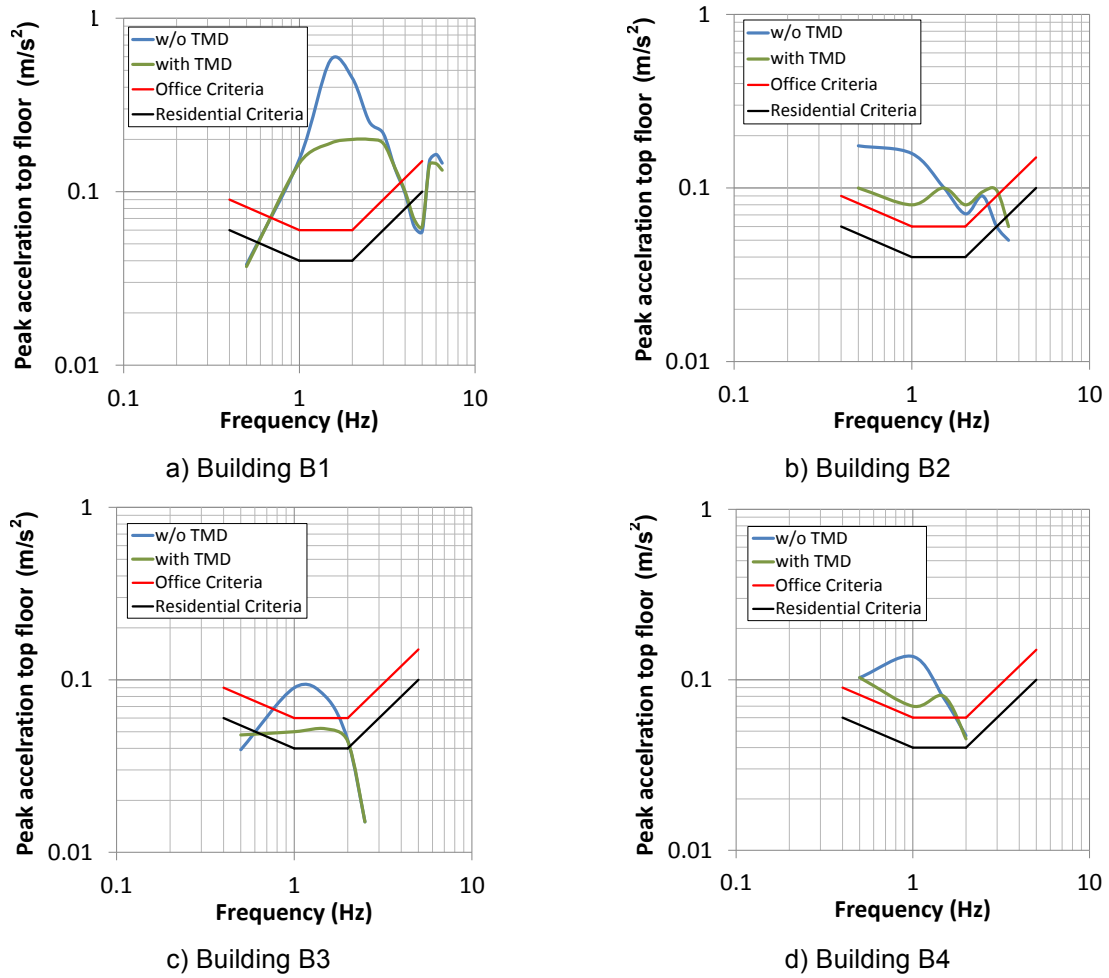 1
w/o TMD
with TMD
Office Criteria
Residential Criteria
0.1
0.01
0.1
1
10
Peak accelration top floor (m/s²)
Frequency (Hz)
a) Building B1
1
w/o TMD
with TMD
Office Criteria
Residential Criteria
0.1
0.01
0.1
1
10
Peak accelration top floor (m/s²)
Frequency (Hz)
b) Building B2
1
w/o TMD
with TMD
Office Criteria
Residential Criteria
0.1
0.01
0.1
1
10
Peak accelration top floor (m/s²)
Frequency (Hz)
c) Building B3
1
w/o TMD
with TMD
Office Criteria
Residential Criteria
0.1
0.01
0.1
1
10
Peak accelration top floor (m/s²)
Frequency (Hz)
d) Building B4